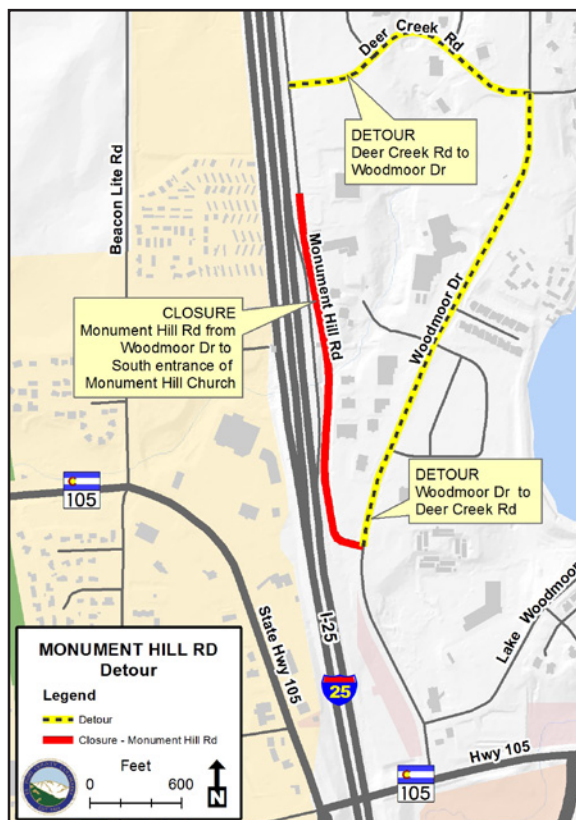 Deer Creek Rd
DETOUR
Deer Creek Rd to
Woodmoor Dr
Beacon Lite Rd
Monument Hill Rd
CLOSURE
Monument Hill Rd from
Woodmoor Dr to
South entrance of
Monument Hill Church
Woodmoor Dr
105
DETOUR
Woodmoor Dr to
Deer Creek Rd
State Hwy 105
I-25
Lake Woodmoor
25
Hwy 105
105
MONUMENT HILL RD
Detour
Legend
Detour
Closure - Monument Hill Rd
Feet
0 600
N